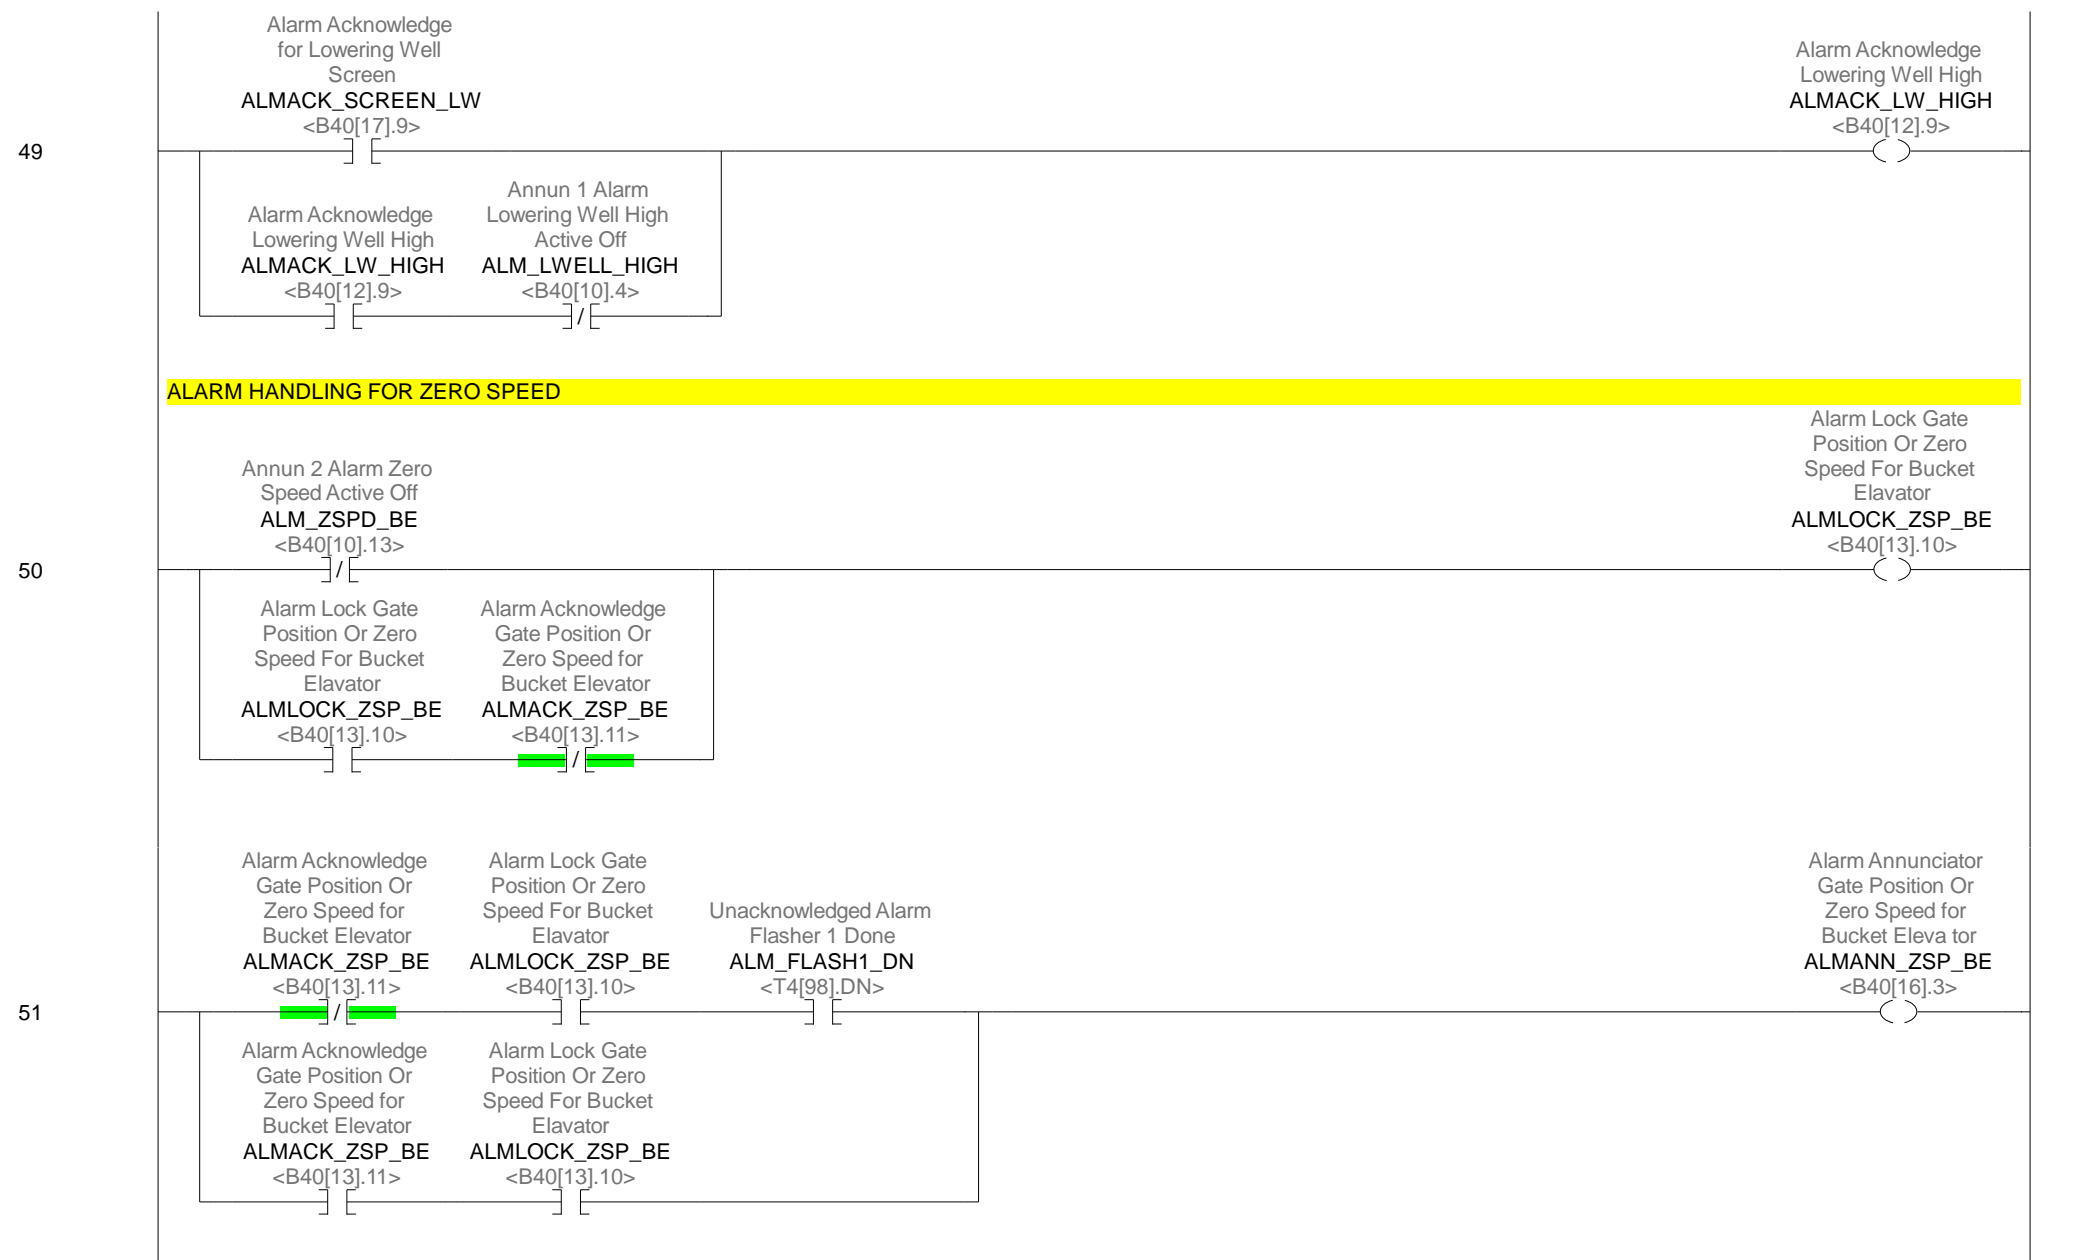 Alarm Acknowledge
for Lowering Well
Screen
ALMACK_SCREEN_LW
<B40[17].9>
Alarm Acknowledge
Lowering Well High
ALMACK_LW_HIGH
<B40[12].9>
49
Alarm Acknowledge
Lowering Well High
ALMACK_LW_HIGH
<B40[12].9>
Annun 1 Alarm
Lowering Well High
Active Off
ALM_LWELL_HIGH
<B40[10].4>
/
ALARM HANDLING FOR ZERO SPEED
Annun 2 Alarm Zero
Speed Active Off
ALM_ZSPD_BE
<B40[10].13>
/
Alarm Lock Gate
Position Or Zero
Speed For Bucket
Elavator
ALMLOCK_ZSP_BE
<B40[13].10>
50
Alarm Lock Gate
Position Or Zero
Speed For Bucket
Elavator
ALMLOCK_ZSP_BE
<B40[13].10>
Alarm Acknowledge
Gate Position Or
Zero Speed for
Bucket Elevator
ALMACK_ZSP_BE
<B40[13].11>
/
Alarm Acknowledge
Gate Position Or
Zero Speed for
Bucket Elevator
ALMACK_ZSP_BE
<B40[13].11>
/
Alarm Lock Gate
Position Or Zero
Speed For Bucket
Elavator
ALMLOCK_ZSP_BE
<B40[13].10>
Unacknowledged Alarm
Flasher 1 Done
ALM_FLASH1_DN
<T4[98].DN>
Alarm Annunciator
Gate Position Or
Zero Speed for
Bucket Eleva tor
ALMANN_ZSP_BE
<B40[16].3>
51
Alarm Acknowledge
Gate Position Or
Zero Speed for
Bucket Elevator
ALMACK_ZSP_BE
<B40[13].11>
Alarm Lock Gate
Position Or Zero
Speed For Bucket
Elavator
ALMLOCK_ZSP_BE
<B40[13].10>